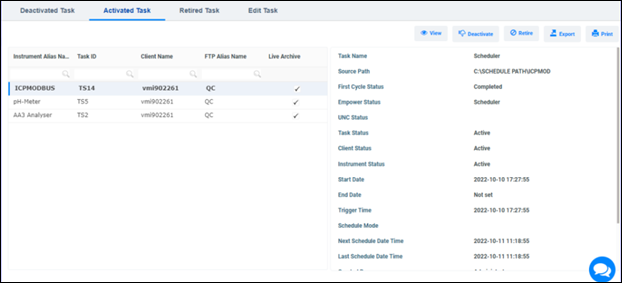 Deactivated Task Activated Task Retired Task Edit Task
View Deactivate Retire Export Print
Instrument Alias Na... Task ID Client Name FTP Alias Name Live Archive
ICPMODBUS TS14 vmi902261 QC ✓
pH-Meter TS5 vmi902261 QC ✓
AA3 Analyser TS2 vmi902261 QC ✓
Task Name Scheduler
Source Path C:\SCHEDULE PATH\ICPMOD
First Cycle Status Completed
Empower Status Scheduler
UNC Status
Task Status Active
Client Status Active
Instrument Status Active
Start Date 2022-10-10 17:27:55
End Date Not set
Trigger Time 2022-10-10 17:27:55
Schedule Mode
Next Schedule Date Time 2022-10-11 11:18:55
Last Schedule Date Time 2022-10-11 11:18:55